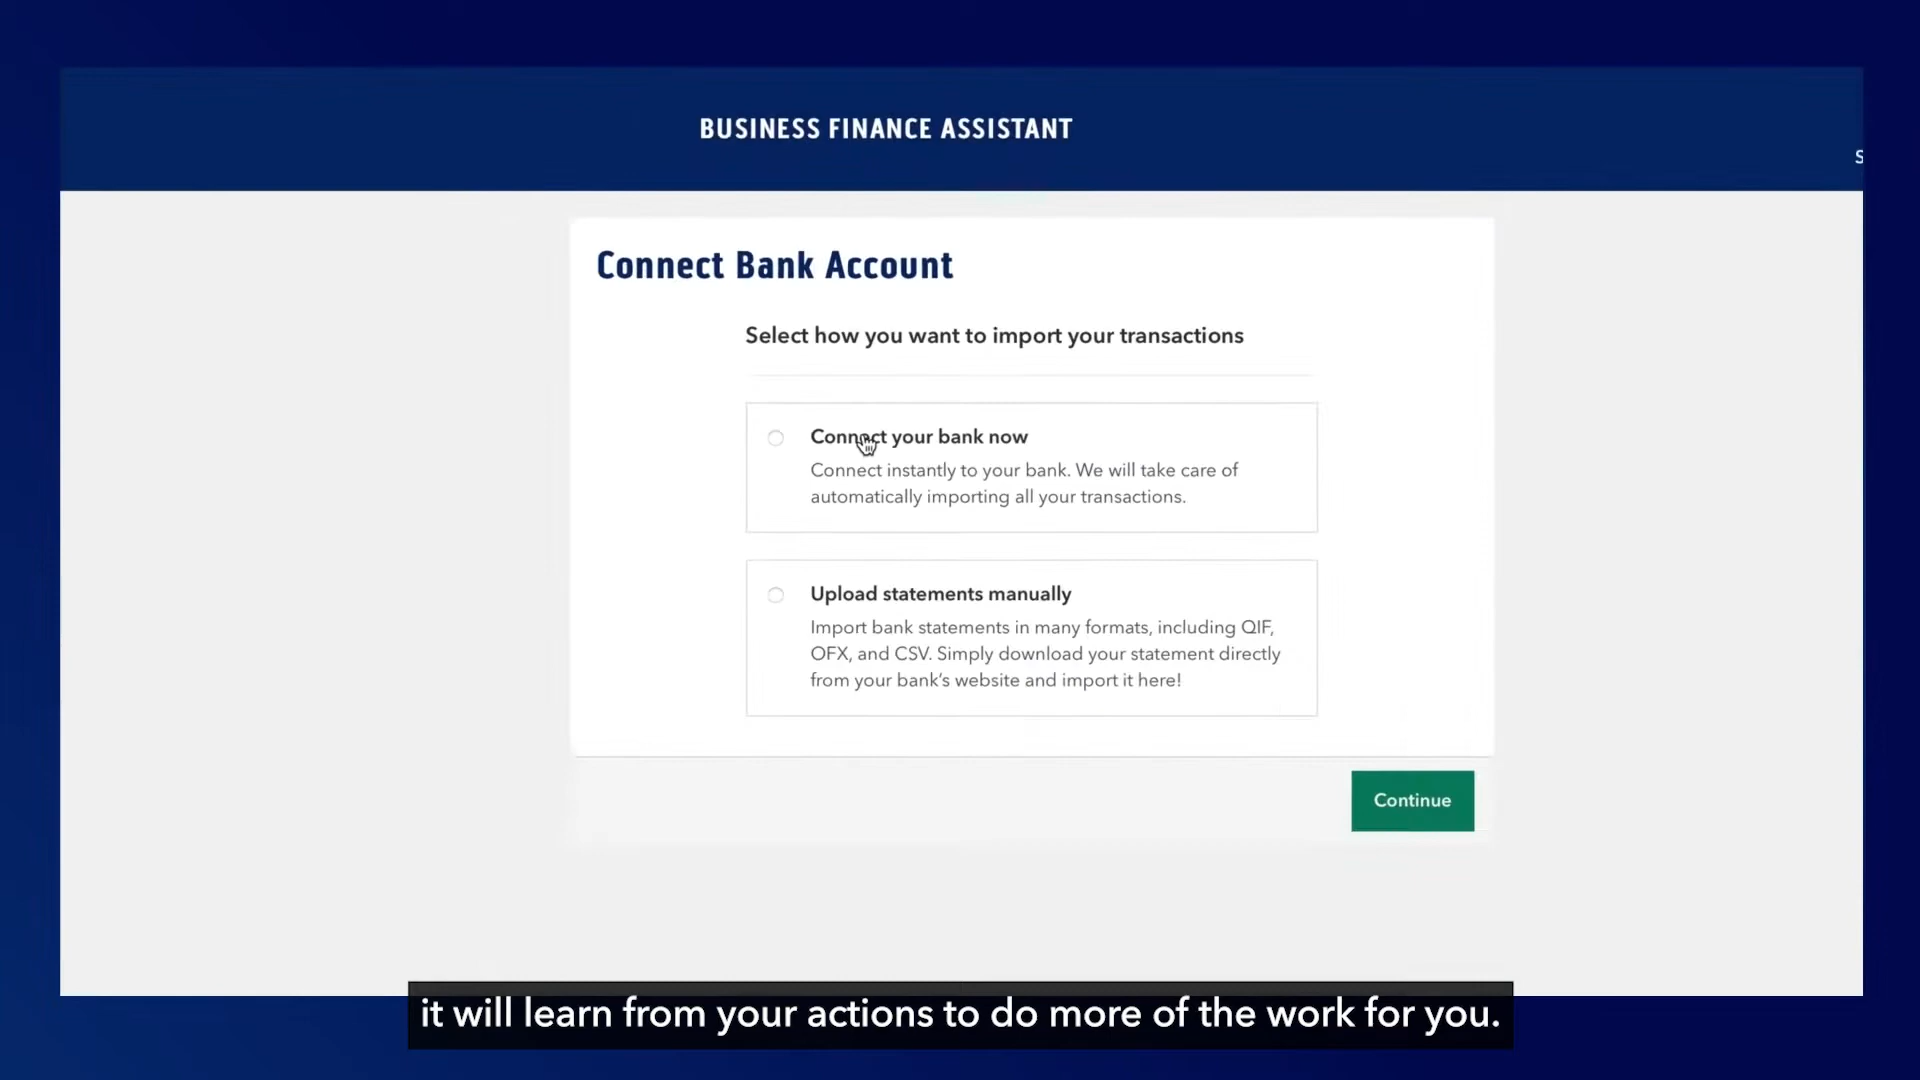 BUSINESS FINANCE ASSISTANT
S
Connect Bank Account
Select how you want to import your transactions
Connect your bank now
Connect instantly to your bank. We will take care of
automatically importing all your transactions.
Upload statements manually
Import bank statements in many formats, including QIF,
OFX, and CSV. Simply download your statement directly
from your bank's website and import it here!
Continue
it will learn from your actions to do more of the work for you.